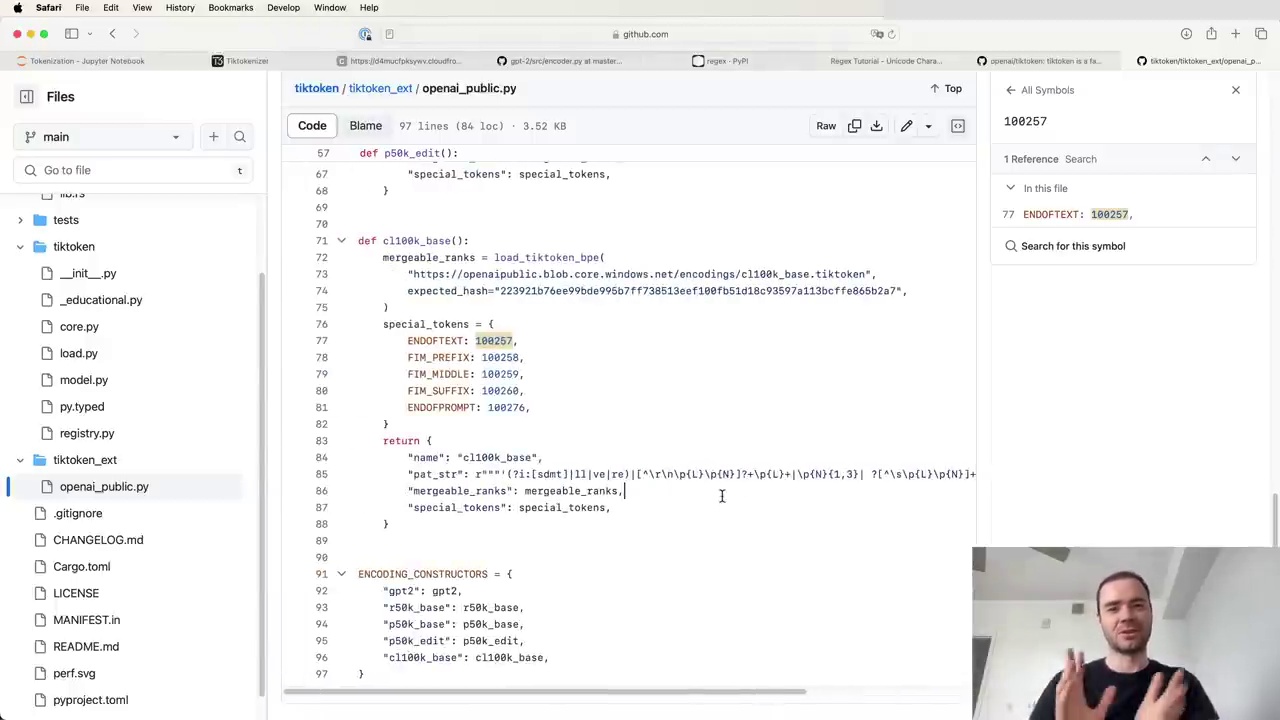 Safari File Edit View History Bookmarks Develop Window Help
github.com
Tokenization - Jupyter Notebook
Tiktokenizer
https://d4mucfpksywv.cloudfro...
gpt-2/src/encoder.py at master...
regex · PyPI
Regex Tutorial - Unicode Chara...
openai/tiktoken: tiktoken is a fa...
tiktoken/tiktoken_ext/openai_p...
Files
main
Go to file t
lib.rs
tests
tiktoken
__init__.py
_educational.py
core.py
load.py
model.py
py.typed
registry.py
tiktoken_ext
openai_public.py
.gitignore
CHANGELOG.md
Cargo.toml
LICENSE
MANIFEST.in
README.md
perf.svg
pyproject.toml
tiktoken / tiktoken_ext / openai_public.py
Top
Code Blame 97 lines (84 loc) · 3.52 KB
Raw
57 def p50k_edit():
67 "special_tokens": special_tokens,
68 }
69
70
71 def cl100k_base():
72 mergeable_ranks = load_tiktoken_bpe(
73 "https://openaipublic.blob.core.windows.net/encodings/cl100k_base.tiktoken",
74 expected_hash="223921b76ee99bde995b7ff738513eef100fb51d18c93597a113bcffe865b2a7",
75 )
76 special_tokens = {
77 ENDOFTEXT: 100257,
78 FIM_PREFIX: 100258,
79 FIM_MIDDLE: 100259,
80 FIM_SUFFIX: 100260,
81 ENDOFPROMPT: 100276,
82 }
83 return {
84 "name": "cl100k_base",
85 "pat_str": r"""'(?i:[sdmt]|ll|ve|re)|[^\r\n\p{L}\p{N}]?+\p{L}+|\p{N}{1,3}| ?[^\s\p{L}\p{N}]+
86 "mergeable_ranks": mergeable_ranks,
87 "special_tokens": special_tokens,
88 }
89
90
91 ENCODING_CONSTRUCTORS = {
92 "gpt2": gpt2,
93 "r50k_base": r50k_base,
94 "p50k_base": p50k_base,
95 "p50k_edit": p50k_edit,
96 "cl100k_base": cl100k_base,
97 }
All Symbols
100257
1 Reference Search
In this file
77 ENDOFTEXT: 100257,
Search for this symbol